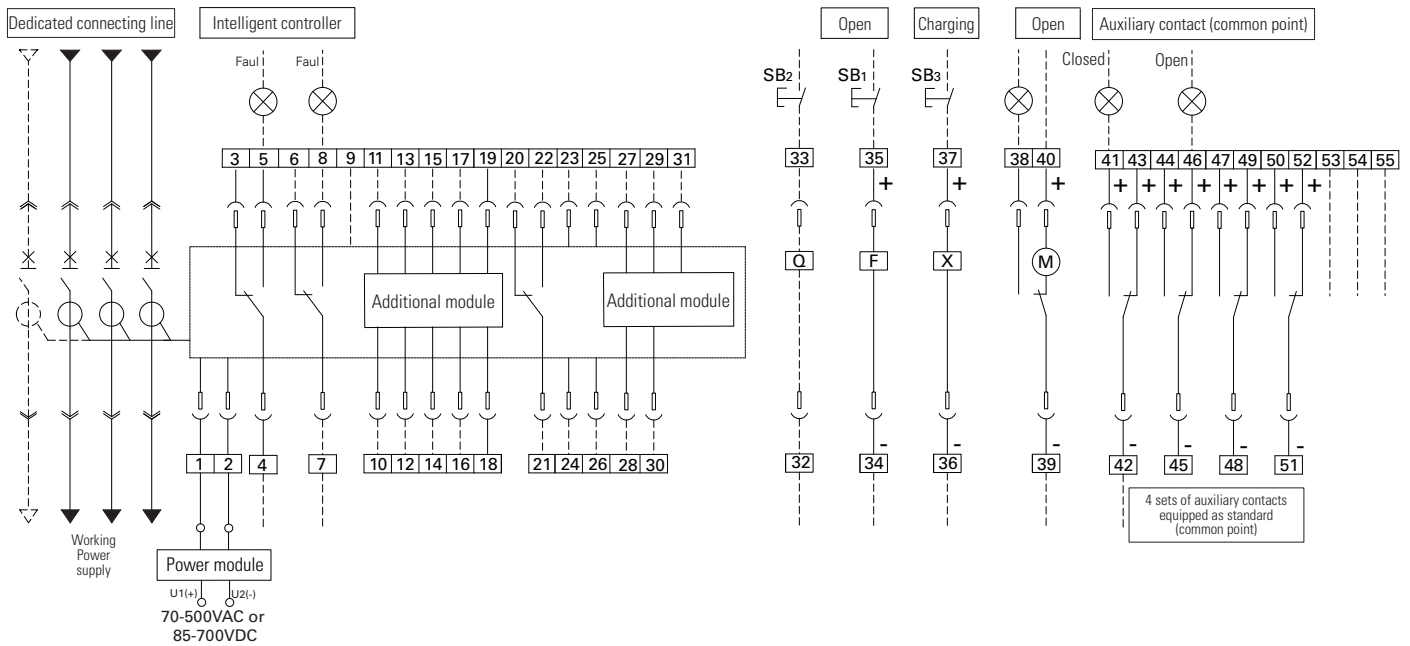 Dedicated connecting line
Intelligent controller
Open
Charging
Open
Auxiliary contact (common point)
Faul
Faul
Closed
Open
SB2
SB1
SB3
3 5 6 8 9 11 13 15 17 19 20 22 23 25 27 29 31
33
35
37
38 40
41 43 44 46 47 49 50 52 53 54 55
+
+
+
+ + + + + + +
Q
F
X
M
Additional module
Additional module
-
-
-
-
-
-
-
1 2 4 7 10 12 14 16 18 21 24 26 28 30
32
34
36
39
42
45
48
51
4 sets of auxiliary contacts
equipped as standard
(common point)
Working
Power
supply
Power module
U1(+)
U2(-)
70-500VAC or
85-700VDC